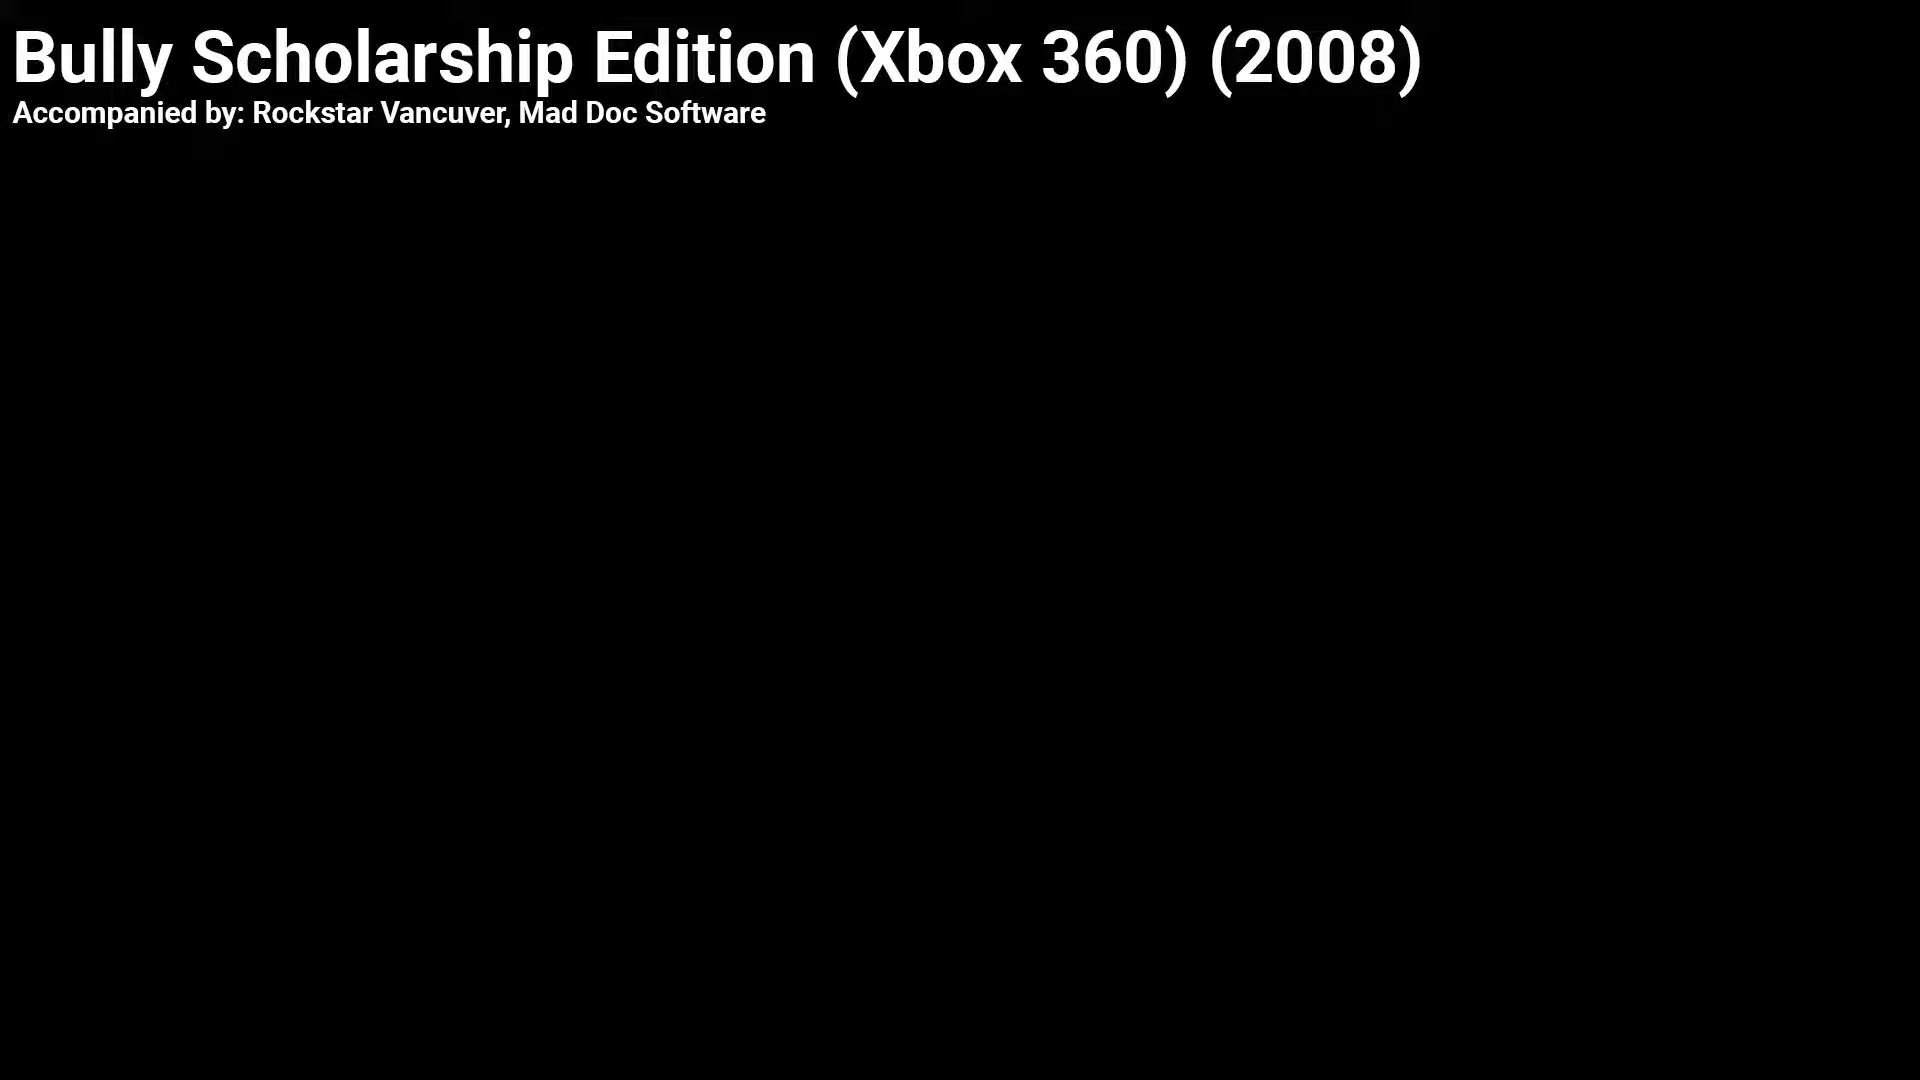 Bully Scholarship Edition (Xbox 360) (2008)
Accompanied by: Rockstar Vancuver, Mad Doc Software